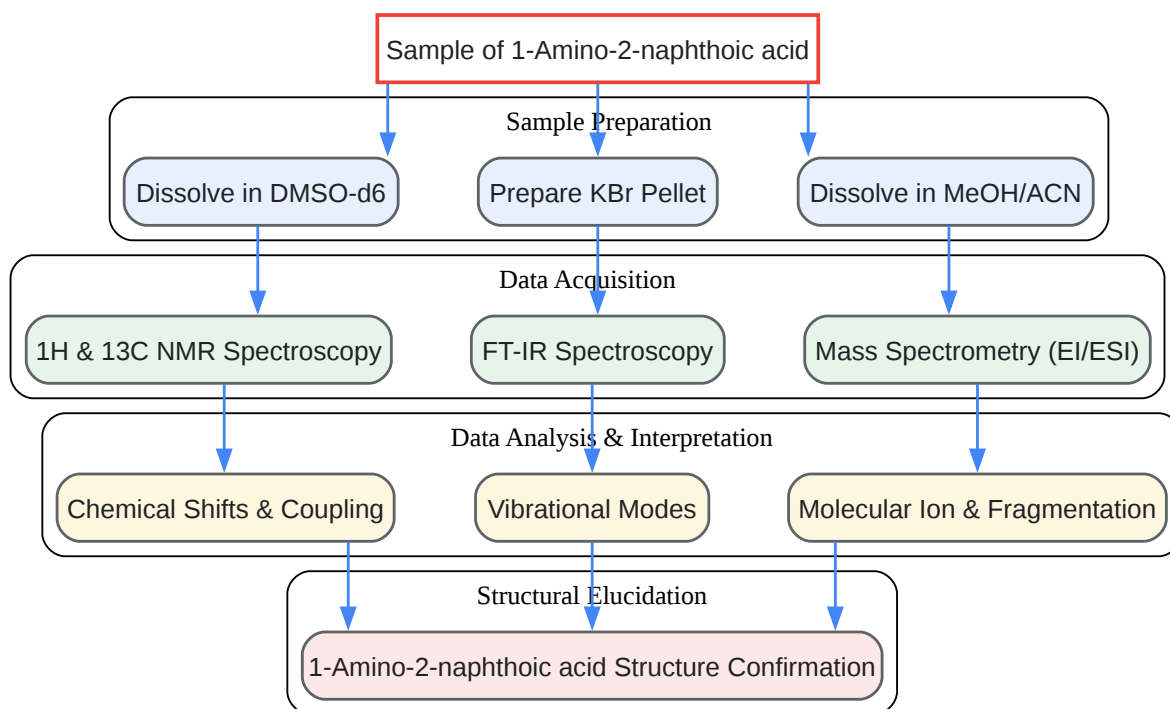 Sample of 1-Amino-2-naphthoic acid
Sample Preparation
Dissolve in DMSO-d6
Prepare KBr Pellet
Dissolve in MeOH/ACN
Data Acquisition
1H & 13C NMR Spectroscopy
FT-IR Spectroscopy
Mass Spectrometry (EI/ESI)
Data Analysis & Interpretation
Chemical Shifts & Coupling
Vibrational Modes
Molecular Ion & Fragmentation
Structural Elucidation
1-Amino-2-naphthoic acid Structure Confirmation